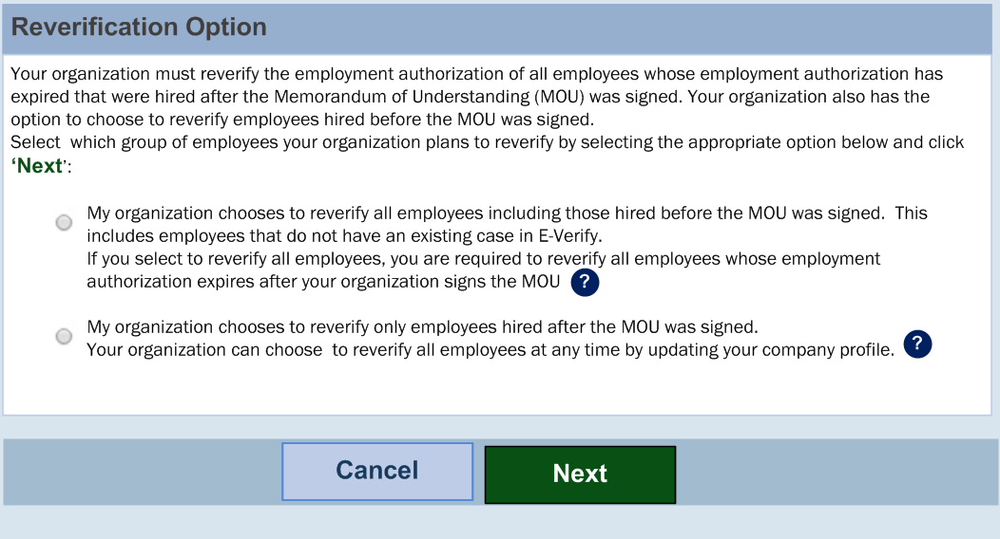 Reverification Option
Your organization must reverify the employment authorization of all employees whose employment authorization has
expired that were hired after the Memorandum of Understanding (MOU) was signed. Your organization also has the
option to choose to reverify employees hired before the MOU was signed.
Select  which group of employees your organization plans to reverify by selecting the appropriate option below and click
‘Next’:
My organization chooses to reverify all employees including those hired before the MOU was signed.  This
includes employees that do not have an existing case in E-Verify.
If you select to reverify all employees, you are required to reverify all employees whose employment
authorization expires after your organization signs the MOU ?
My organization chooses to reverify only employees hired after the MOU was signed.
Your organization can choose  to reverify all employees at any time by updating your company profile. ?
Cancel Next